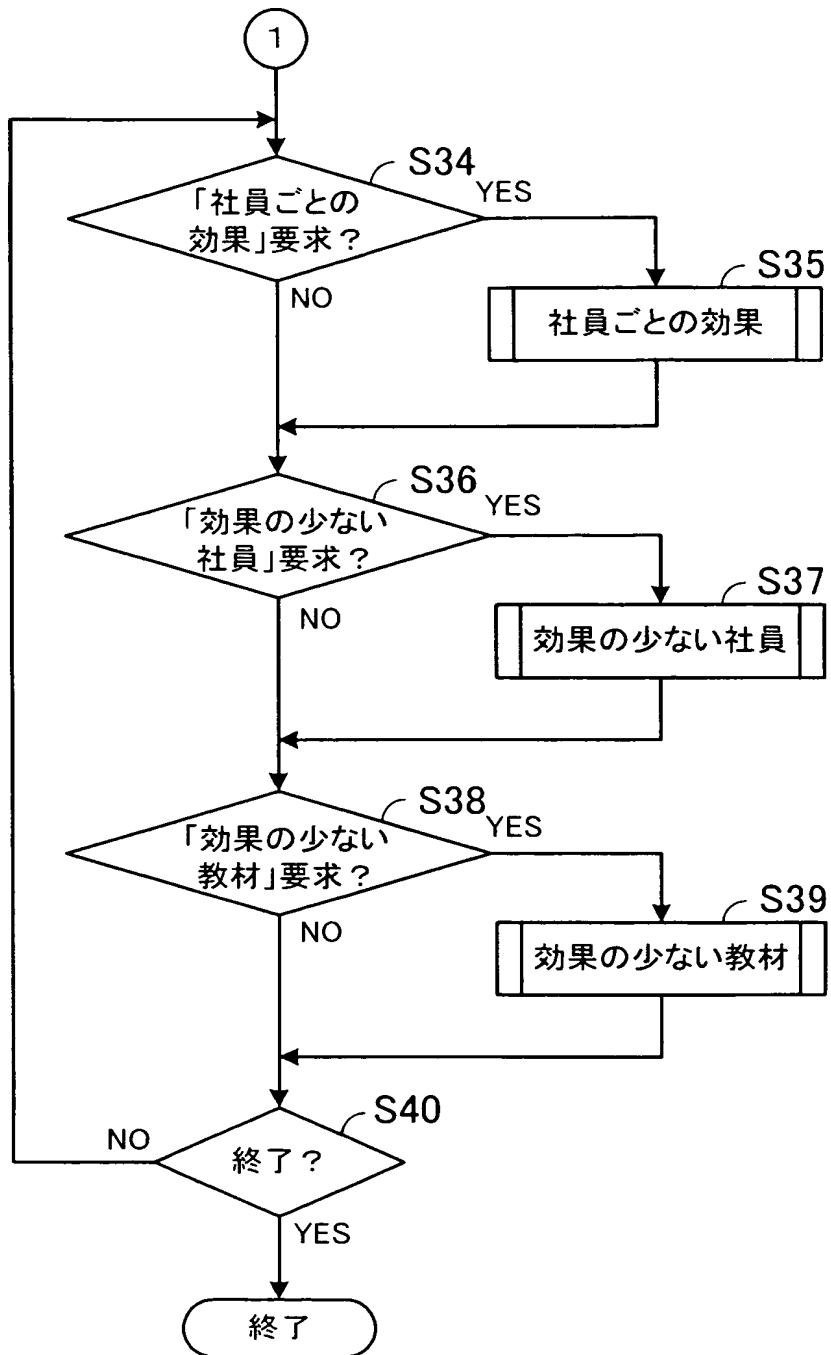 1
S34
「社員ごとの
効果」要求？
YES
NO
S35
社員ごとの効果
S36
「効果の少ない
社員」要求？
YES
NO
S37
効果の少ない社員
S38
「効果の少ない
教材」要求？
YES
NO
S39
効果の少ない教材
S40
終了？
NO
YES
終了